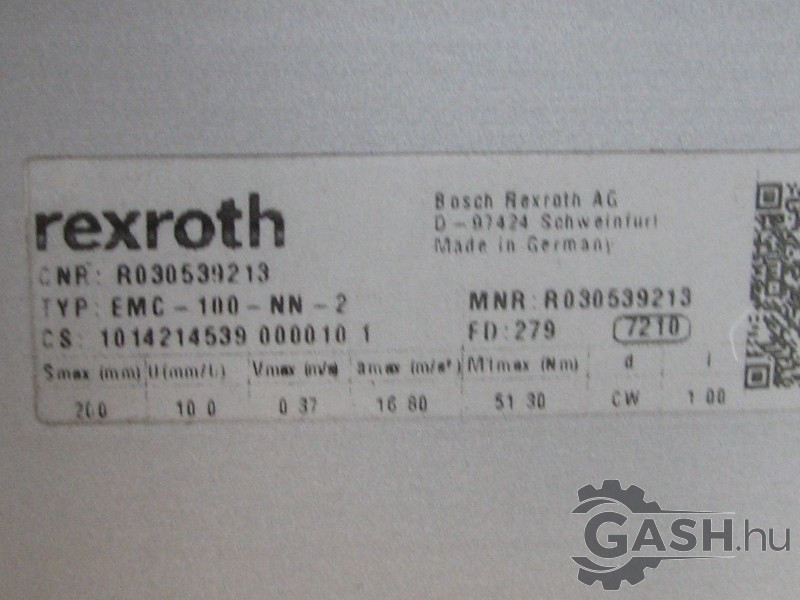 rexroth
Bosch Rexroth AG
D-97424 Schweinfurt
Made in Germany
CNR: R030539213
TYP: EMC-100-NN-2 MNR: R030539213
CS: 1014214539 000010 1 FD: 279 7210
Smax (mm) U(mm/U) Vmax (m/s) amax (m/s²) M1max (Nm) d i
200 10 0 0 37 16 80 51 30 CW 1 00
GASH.hu